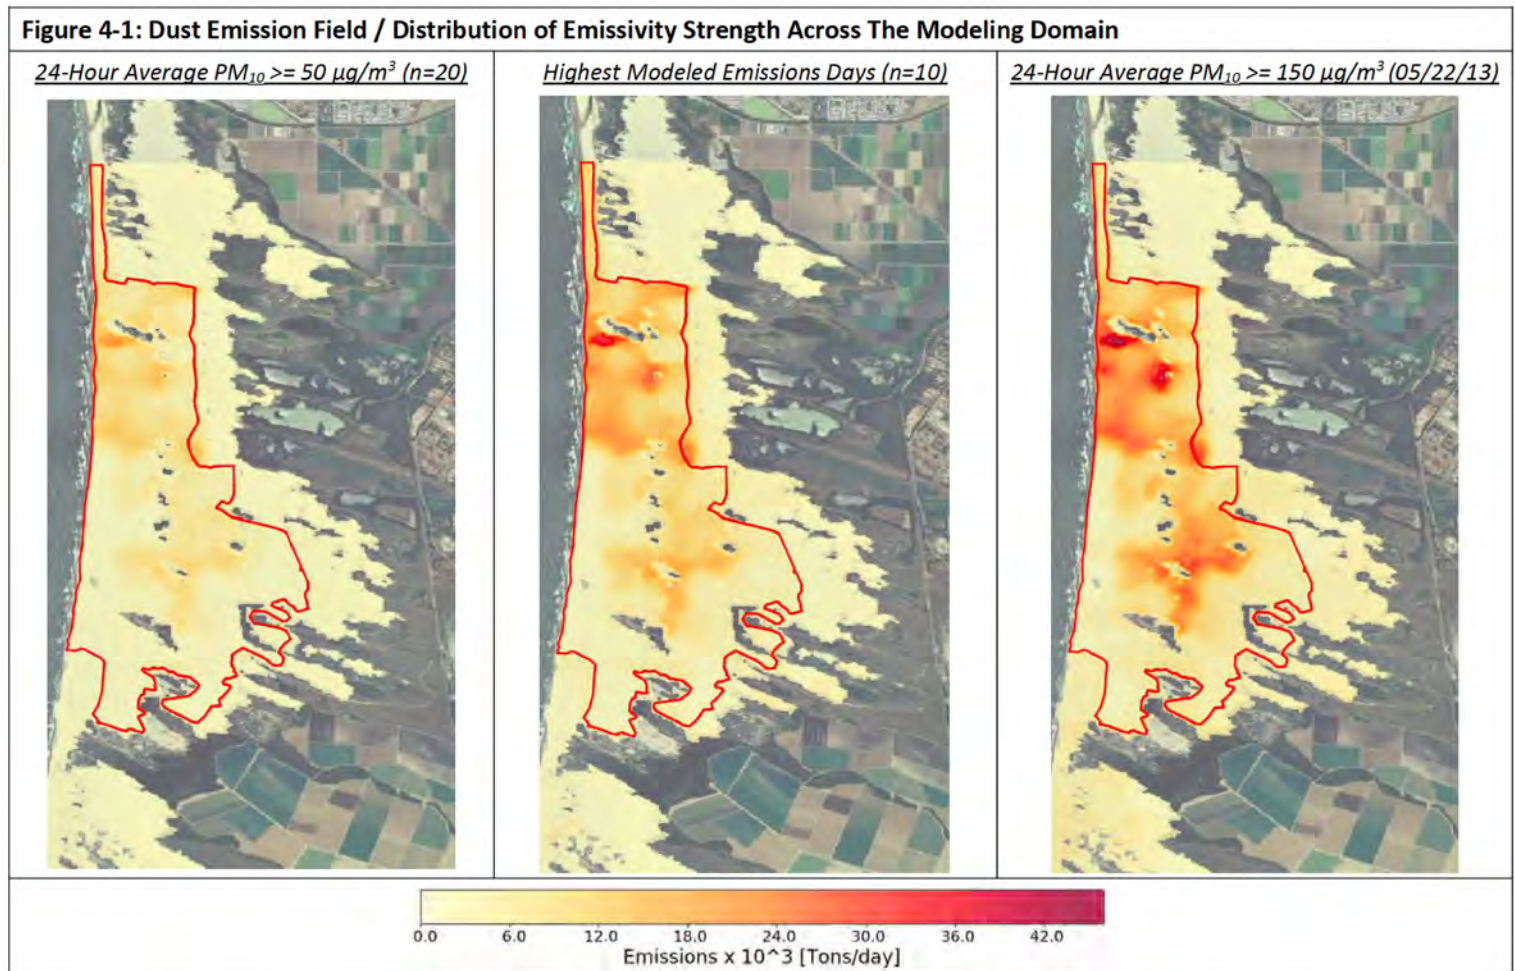 Figure 4-1: Dust Emission Field / Distribution of Emissivity Strength Across The Modeling Domain
24-Hour Average PM₁₀ >= 50 µg/m³ (n=20)
Highest Modeled Emissions Days (n=10)
24-Hour Average PM₁₀ >= 150 µg/m³ (05/22/13)
0.0 6.0 12.0 18.0 24.0 30.0 36.0 42.0
Emissions x 10^3 [Tons/day]